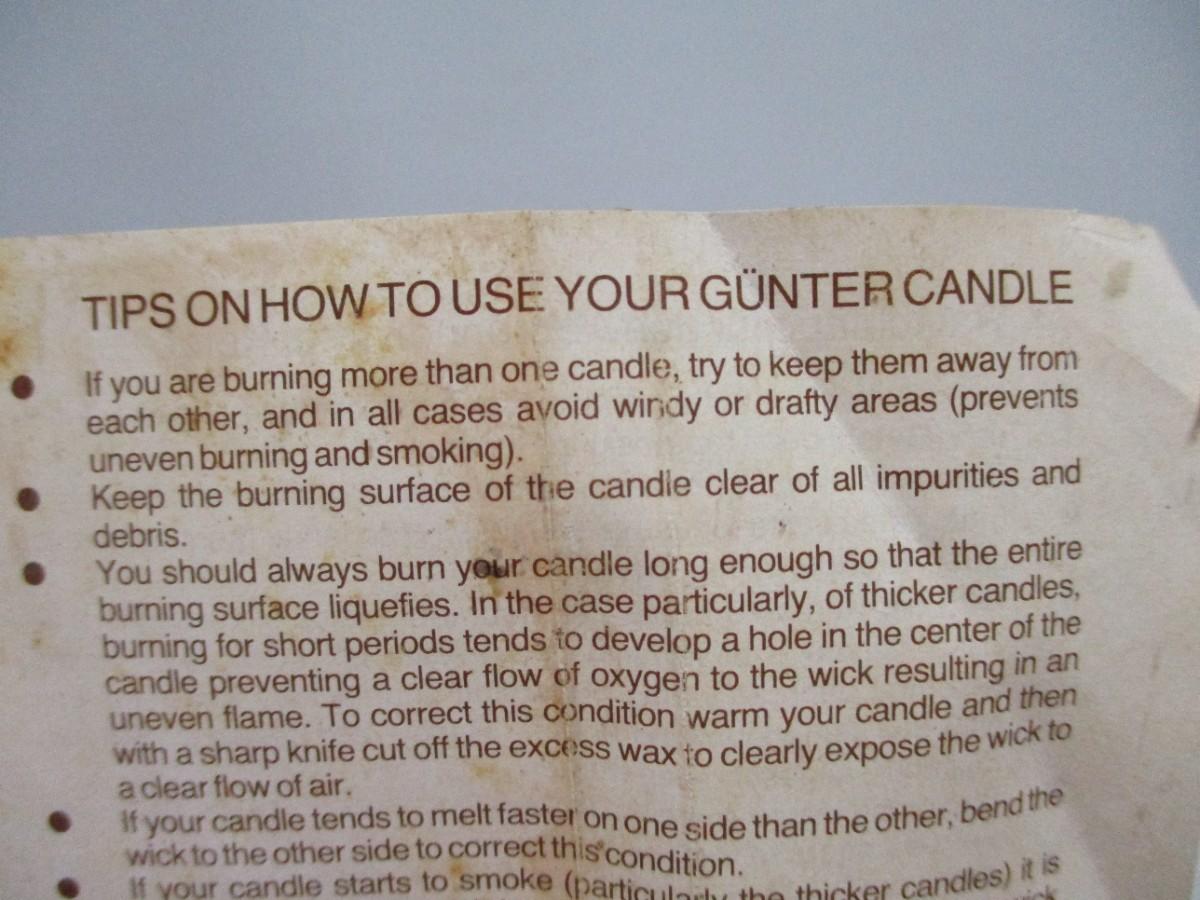 TIPS ON HOW TO USE YOUR GÜNTER CANDLE
• If you are burning more than one candle, try to keep them away from
each other, and in all cases avoid windy or drafty areas (prevents
uneven burning and smoking).
• Keep the burning surface of the candle clear of all impurities and
debris.
• You should always burn your candle long enough so that the entire
burning surface liquefies. In the case particularly, of thicker candles,
burning for short periods tends to develop a hole in the center of the
candle preventing a clear flow of oxygen to the wick resulting in an
uneven flame. To correct this condition warm your candle and then
with a sharp knife cut off the excess wax to clearly expose the wick to
a clear flow of air.
• If your candle tends to melt faster on one side than the other, bend the
wick to the other side to correct this condition.
• If your candle starts to smoke (particularly the thicker candles) it is